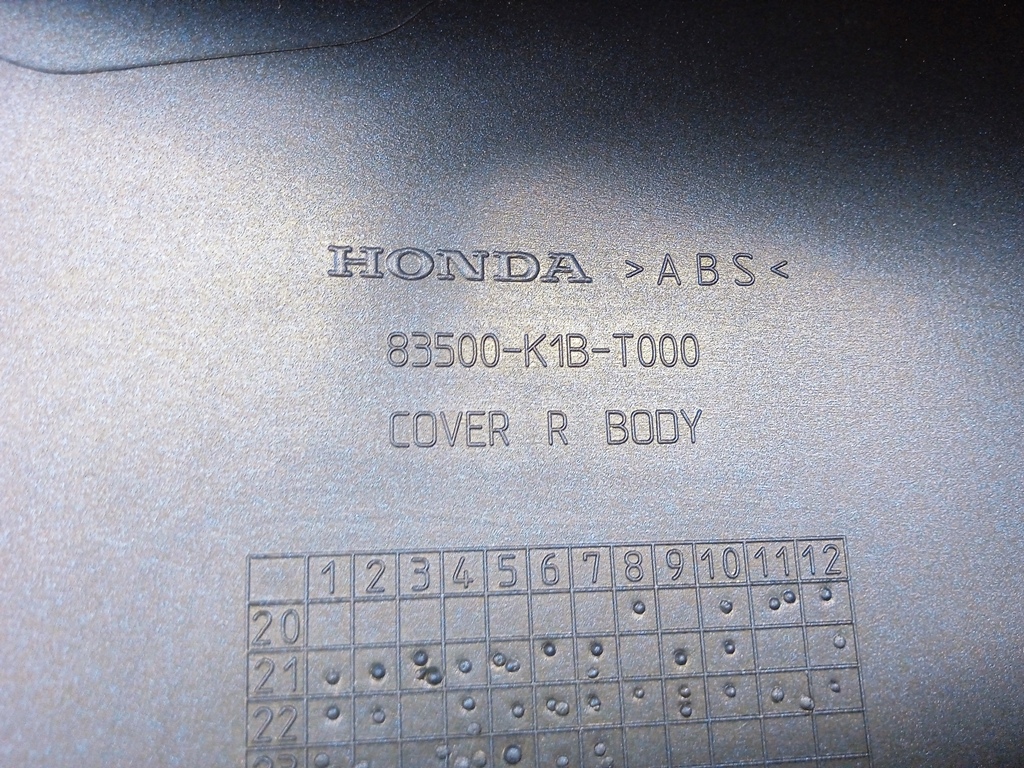 HONDA >ABS<
83500-K1B-T000
COVER R BODY
1 2 3 4 5 6 7 8 9 10 11 12
20
21
22